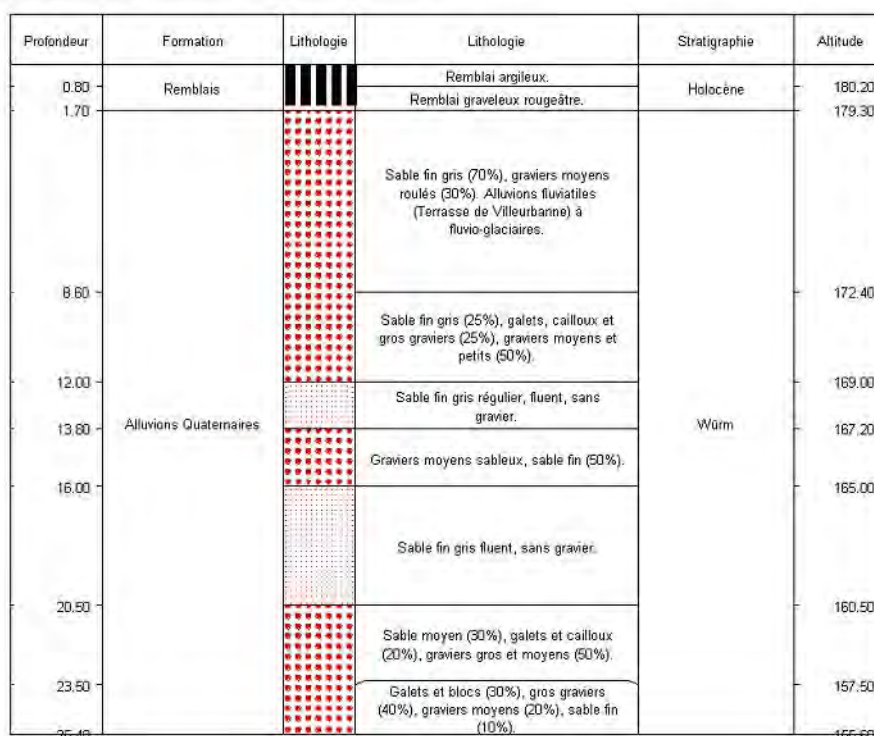 Profondeur Formation Lithologie Lithologie Stratigraphie Altitude
Remblai argileux.
0.80 Remblais Holocène 180.20
Remblai graveleux rougeâtre.
1.70 179.30
Sable fin gris (70%), graviers moyens
roulés (30%). Alluvions fluviatiles
(Terrasse de Villeurbanne) à
fluvio-glaciaires.
8.60 172.40
Sable fin gris (25%), galets, cailloux et
gros graviers (25%), graviers moyens et
petits (50%).
12.00 169.00
Sable fin gris régulier, fluent, sans
gravier.
13.80 Alluvions Quaternaires Würm 167.20
Graviers moyens sableux, sable fin (50%).
16.00 165.00
Sable fin gris fluent, sans gravier.
20.50 160.50
Sable moyen (30%), galets et cailloux
(20%), graviers gros et moyens (50%).
23.50 157.50
Galets et blocs (30%), gros graviers
(40%), graviers moyens (20%), sable fin
(10%).
25.40 155.60